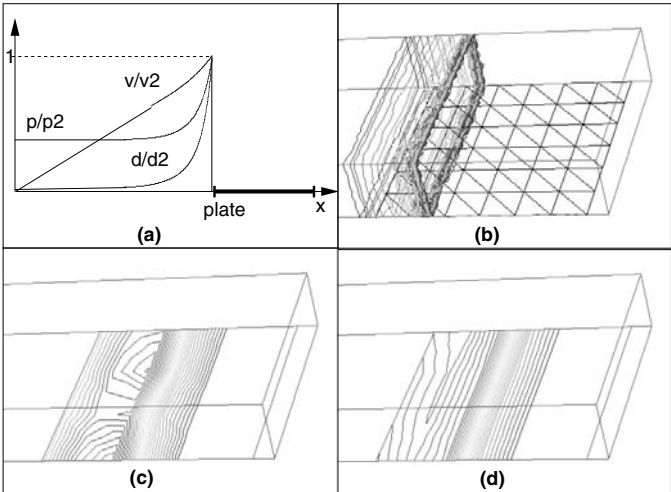 1
v/v2
p/p2
d/d2
plate
x
(a)
(b)
(c)
(d)